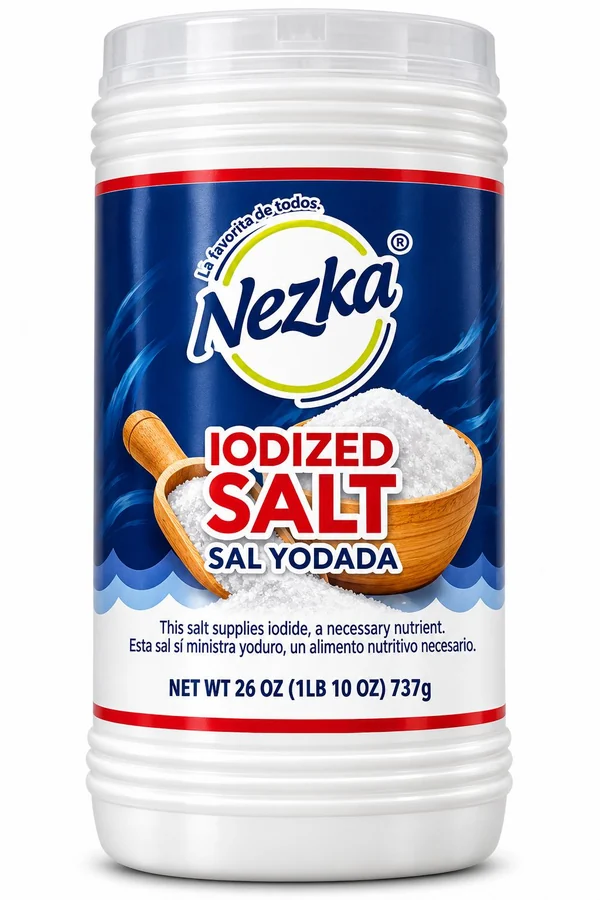 La favorita de todos.
Nezka®
IODIZED
SALT
SAL YODADA
This salt supplies iodide, a necessary nutrient.
Esta sal sí ministra yoduro, un alimento nutritivo necesario.
NET WT 26 OZ (1LB 10 OZ) 737g